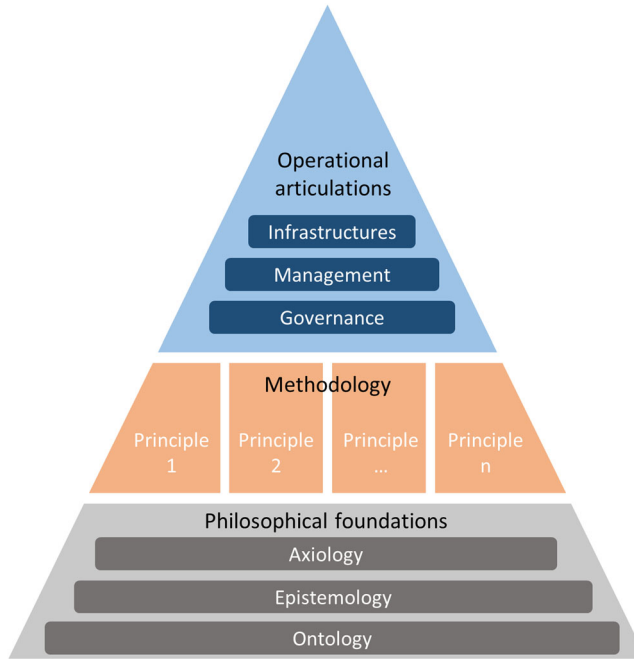 Operational
articulations
Infrastructures
Management
Governance
Methodology
Principle Principle Principle Principle
1 2 ... n
Philosophical foundations
Axiology
Epistemology
Ontology